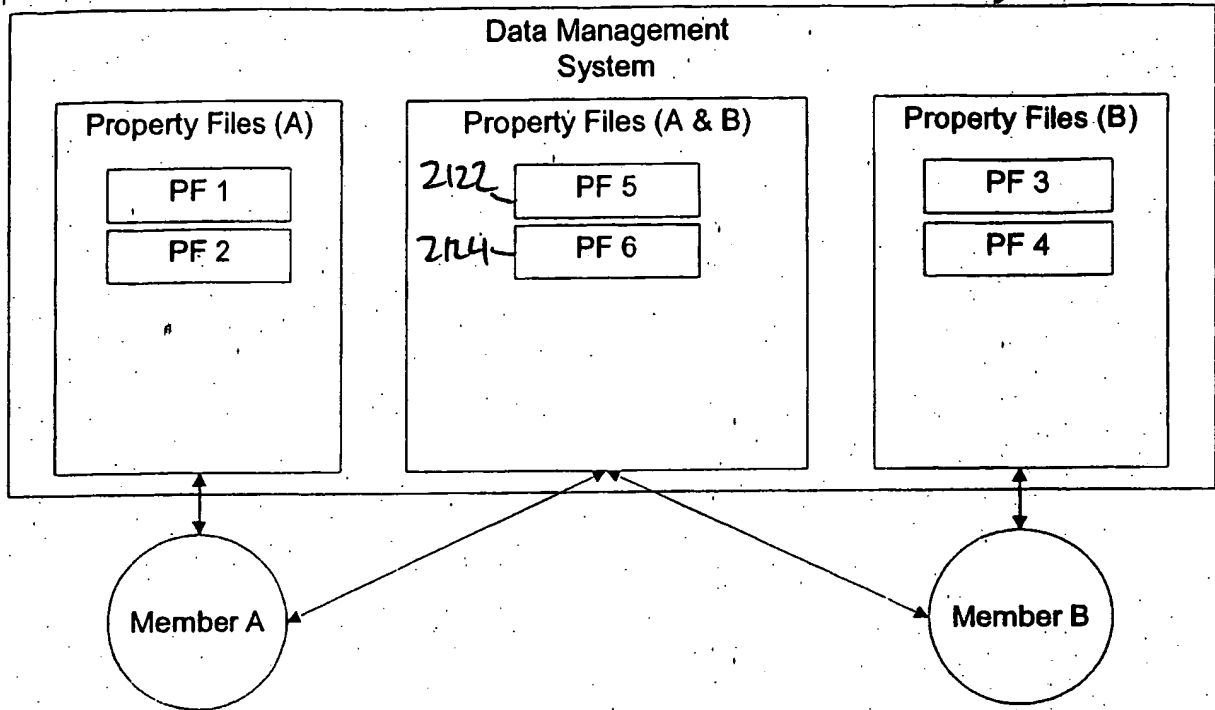 Data Management
System
Property Files (A)
PF 1
PF 2
Property Files (A & B)
2122
PF 5
2124
PF 6
Property Files (B)
PF 3
PF 4
Member A
Member B